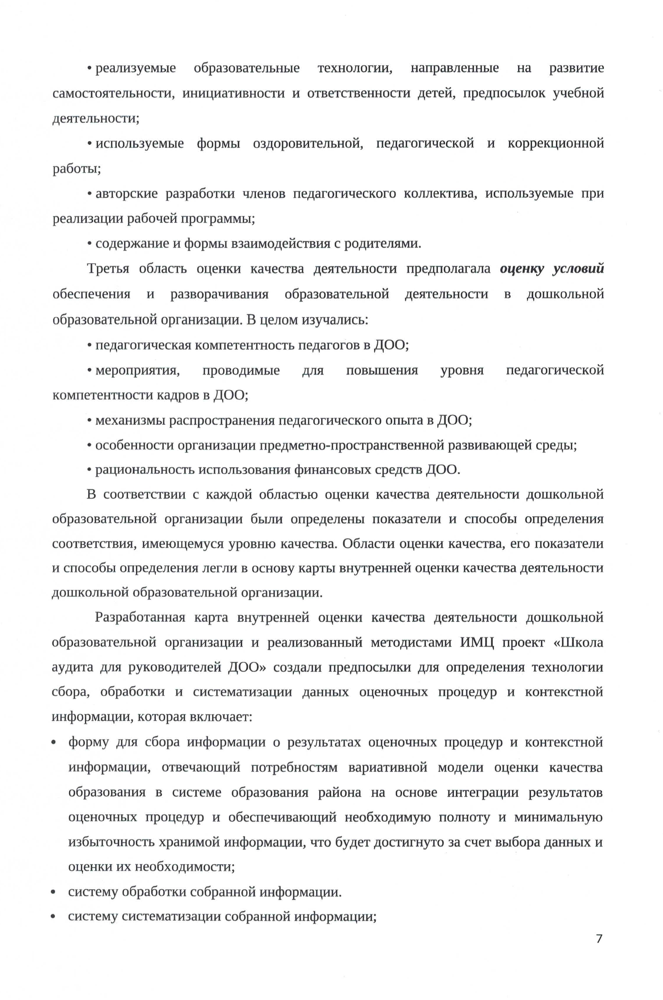 • реализуемые образовательные технологии, направленные на развитие
самостоятельности, инициативности и ответственности детей, предпосылок учебной
деятельности;
• используемые формы оздоровительной, педагогической и коррекционной
работы;
• авторские разработки членов педагогического коллектива, используемые при
реализации рабочей программы;
• содержание и формы взаимодействия с родителями.
Третья область оценки качества деятельности предполагала оценку условий
обеспечения и разворачивания образовательной деятельности в дошкольной
образовательной организации. В целом изучались:
• педагогическая компетентность педагогов в ДОО;
• мероприятия, проводимые для повышения уровня педагогической
компетентности кадров в ДОО;
• механизмы распространения педагогического опыта в ДОО;
• особенности организации предметно-пространственной развивающей среды;
• рациональность использования финансовых средств ДОО.
В соответствии с каждой областью оценки качества деятельности дошкольной
образовательной организации были определены показатели и способы определения
соответствия, имеющемуся уровню качества. Области оценки качества, его показатели
и способы определения легли в основу карты внутренней оценки качества деятельности
дошкольной образовательной организации.
Разработанная карта внутренней оценки качества деятельности дошкольной
образовательной организации и реализованный методистами ИМЦ проект «Школа
аудита для руководителей ДОО» создали предпосылки для определения технологии
сбора, обработки и систематизации данных оценочных процедур и контекстной
информации, которая включает:
• форму для сбора информации о результатах оценочных процедур и контекстной
информации, отвечающий потребностям вариативной модели оценки качества
образования в системе образования района на основе интеграции результатов
оценочных процедур и обеспечивающий необходимую полноту и минимальную
избыточность хранимой информации, что будет достигнуто за счет выбора данных и
оценки их необходимости;
• систему обработки собранной информации.
• систему систематизации собранной информации;
7